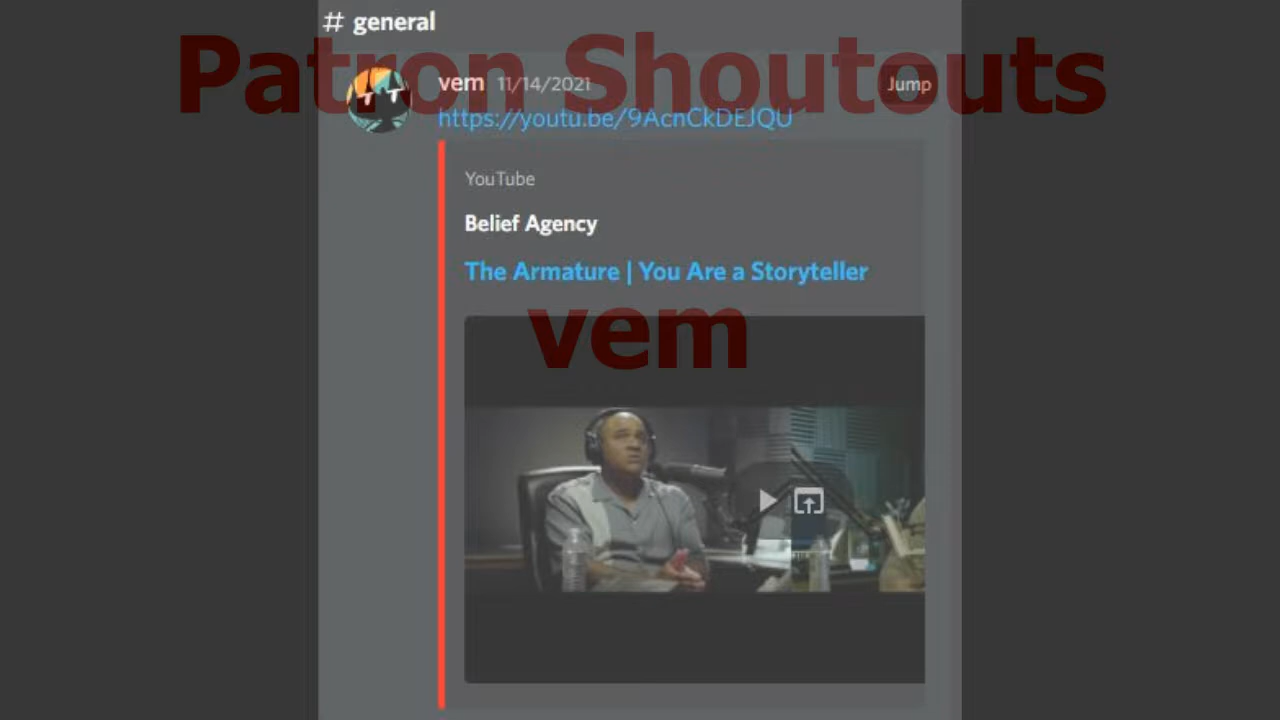 # general
Patron Shoutouts
vem 11/14/2021 Jump
https://youtu.be/9AcnCkDEJQU
YouTube
Belief Agency
The Armature | You Are a Storyteller
vem